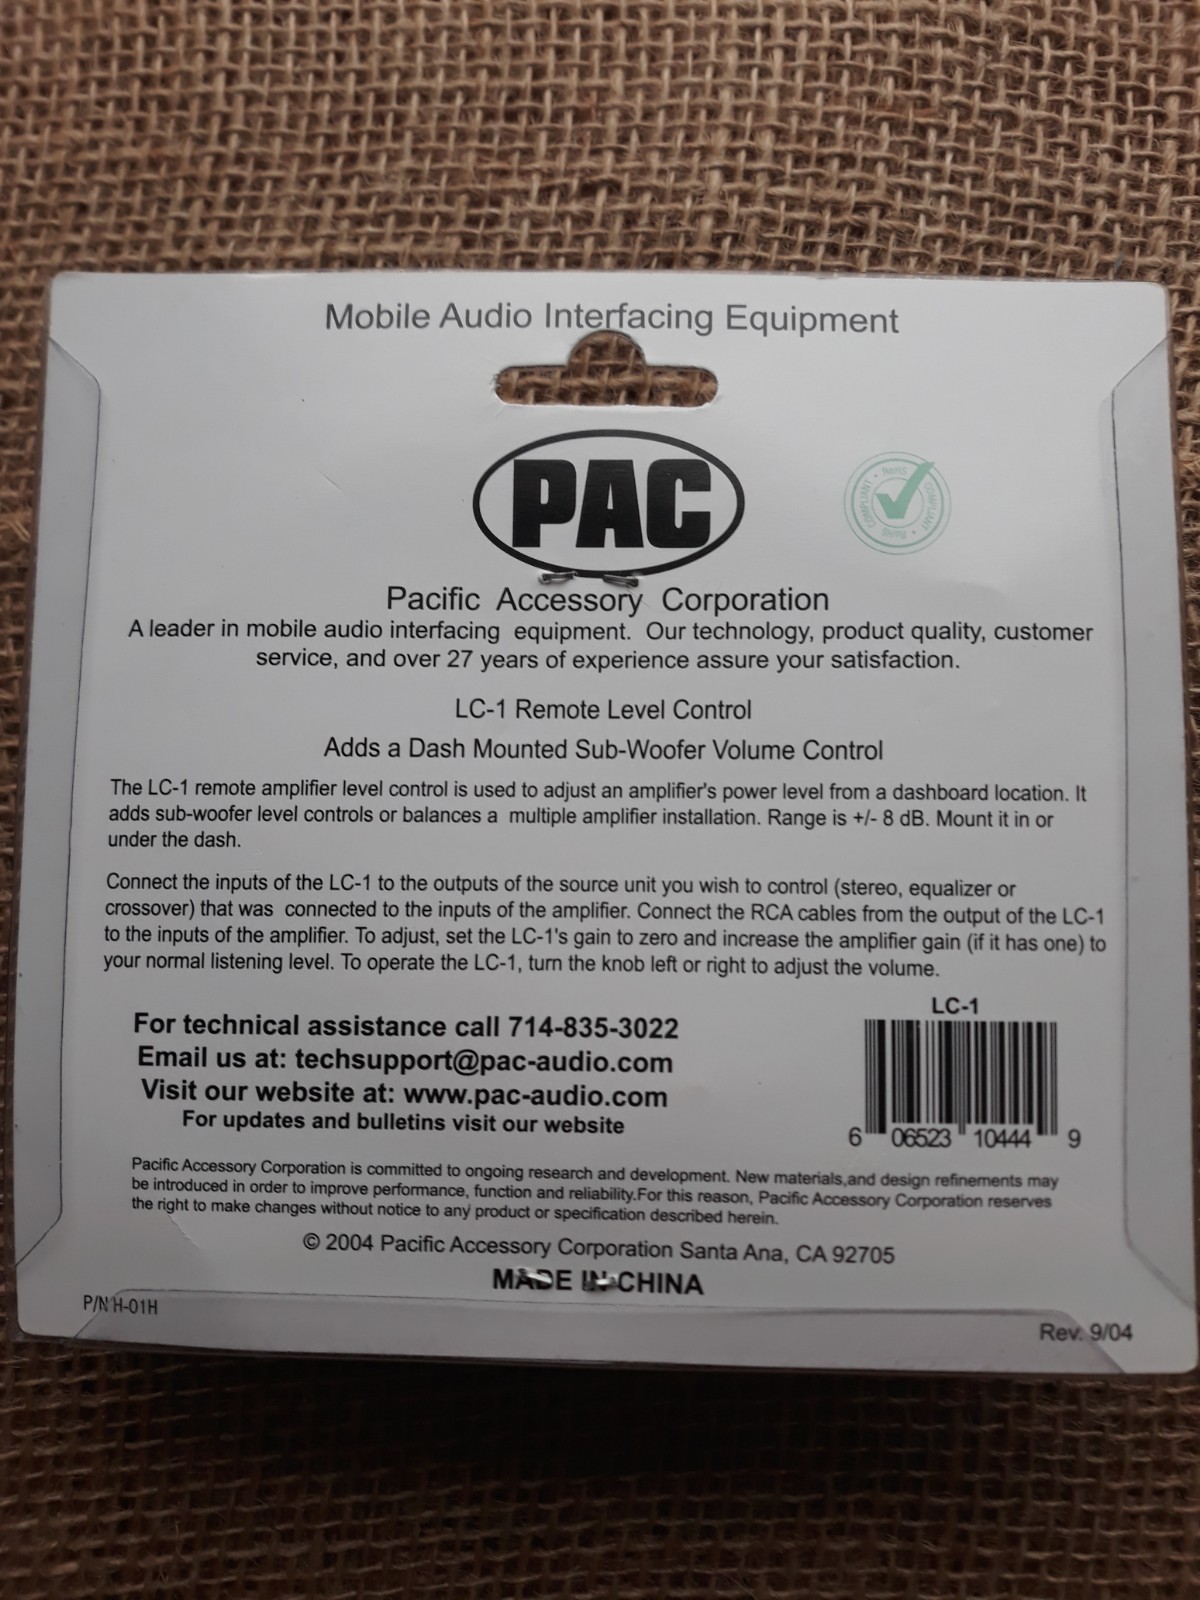 Mobile Audio Interfacing Equipment
PAC
RoHS
COMPLIANT
COMPLIANT
RoHS
Pacific Accessory Corporation
A leader in mobile audio interfacing equipment. Our technology, product quality, customer
service, and over 27 years of experience assure your satisfaction.
LC-1 Remote Level Control
Adds a Dash Mounted Sub-Woofer Volume Control
The LC-1 remote amplifier level control is used to adjust an amplifier's power level from a dashboard location. It
adds sub-woofer level controls or balances a multiple amplifier installation. Range is +/- 8 dB. Mount it in or
under the dash.
Connect the inputs of the LC-1 to the outputs of the source unit you wish to control (stereo, equalizer or
crossover) that was connected to the inputs of the amplifier. Connect the RCA cables from the output of the LC-1
to the inputs of the amplifier. To adjust, set the LC-1's gain to zero and increase the amplifier gain (if it has one) to
your normal listening level. To operate the LC-1, turn the knob left or right to adjust the volume.
For technical assistance call 714-835-3022
Email us at: techsupport@pac-audio.com
Visit our website at: www.pac-audio.com
For updates and bulletins visit our website
LC-1
6 06523 10444 9
Pacific Accessory Corporation is committed to ongoing research and development. New materials,and design refinements may
be introduced in order to improve performance, function and reliability.For this reason, Pacific Accessory Corporation reserves
the right to make changes without notice to any product or specification described herein.
© 2004 Pacific Accessory Corporation Santa Ana, CA 92705
MADE IN CHINA
P/N H-01H
Rev. 9/04